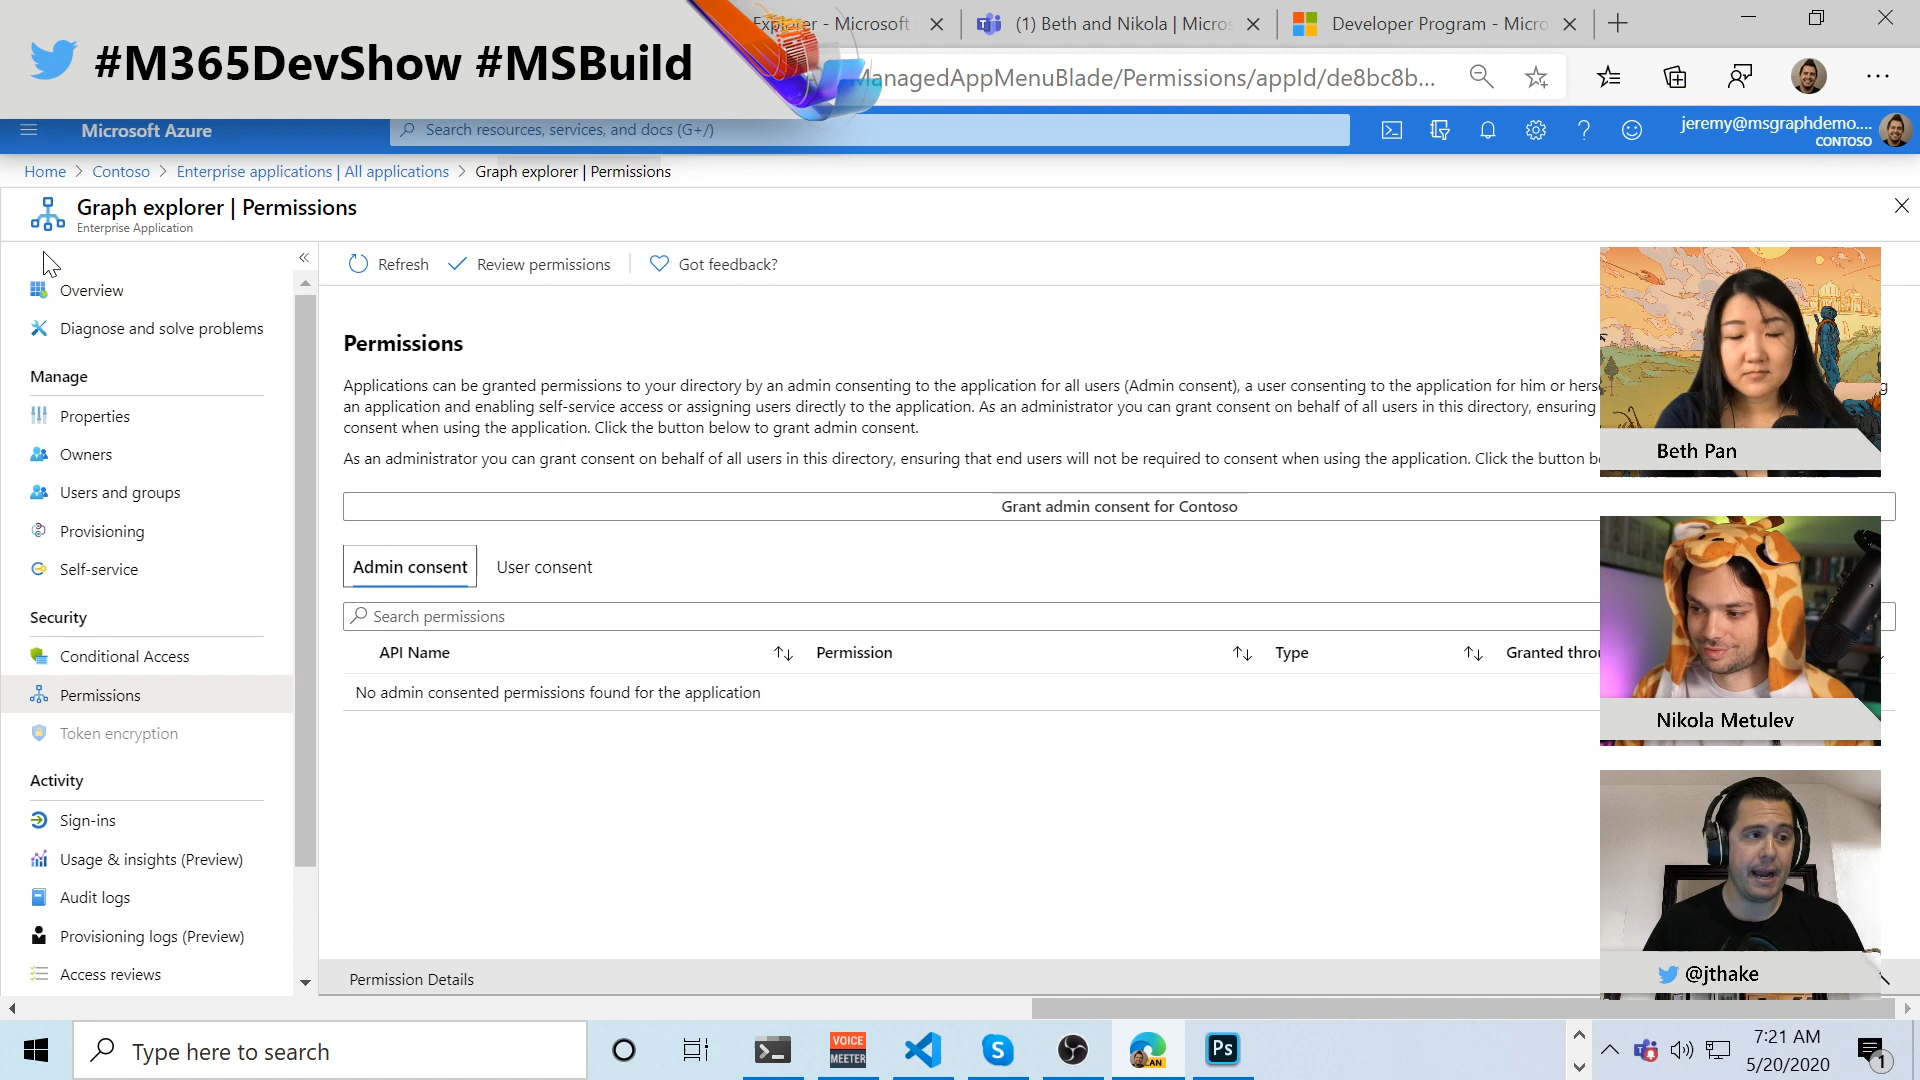 #M365DevShow #MSBuild
Explorer - Microsoft
(1) Beth and Nikola | Micros
Developer Program - Micro
ManagedAppMenuBlade/Permissions/appId/de8bc8b...
Microsoft Azure
Search resources, services, and docs (G+/)
jeremy@msgraphdemo....
CONTOSO
Home > Contoso > Enterprise applications | All applications > Graph explorer | Permissions
Graph explorer | Permissions
Enterprise Application
Overview
Diagnose and solve problems
Manage
Properties
Owners
Users and groups
Provisioning
Self-service
Security
Conditional Access
Permissions
Token encryption
Activity
Sign-ins
Usage & insights (Preview)
Audit logs
Provisioning logs (Preview)
Access reviews
Refresh
Review permissions
Got feedback?
Permissions
Applications can be granted permissions to your directory by an admin consenting to the application for all users (Admin consent), a user consenting to the application for him or hers
an application and enabling self-service access or assigning users directly to the application. As an administrator you can grant consent on behalf of all users in this directory, ensuring
consent when using the application. Click the button below to grant admin consent.
As an administrator you can grant consent on behalf of all users in this directory, ensuring that end users will not be required to consent when using the application. Click the button b
Grant admin consent for Contoso
Admin consent
User consent
Search permissions
API Name
Permission
Type
Granted throu
No admin consented permissions found for the application
Permission Details
Beth Pan
Nikola Metulev
@jthake
Type here to search
VOICE
MEETER
CAN
Ps
7:21 AM
5/20/2020
1